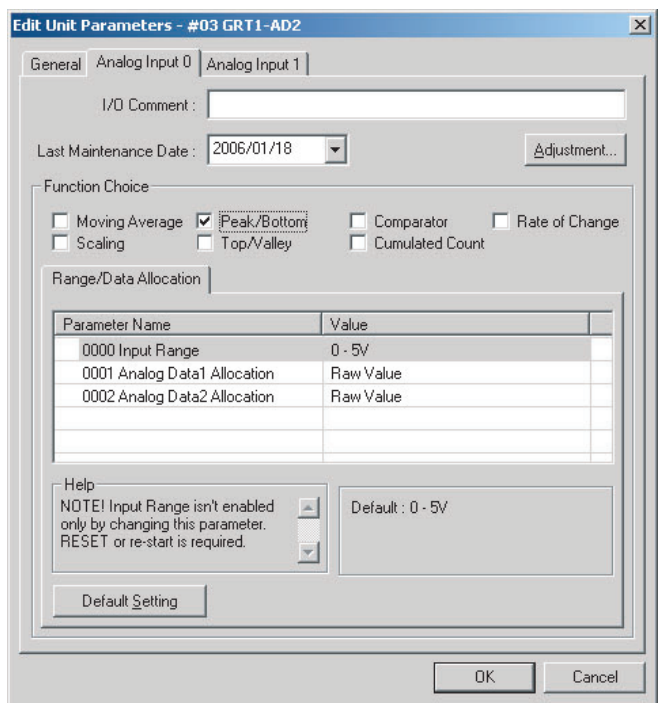 Edit Unit Parameters - #03 GRT1-AD2
General Analog Input 0 Analog Input 1
I/O Comment :
Last Maintenance Date : 2006/01/18 Adjustment...
Function Choice
Moving Average Peak/Bottom Comparator Rate of Change
Scaling Top/Valley Cumulated Count
Range/Data Allocation
Parameter Name Value
0000 Input Range 0 - 5V
0001 Analog Data1 Allocation Raw Value
0002 Analog Data2 Allocation Raw Value
Help
NOTE! Input Range isn't enabled Default : 0 - 5V
only by changing this parameter.
RESET or re-start is required.
Default Setting
OK Cancel